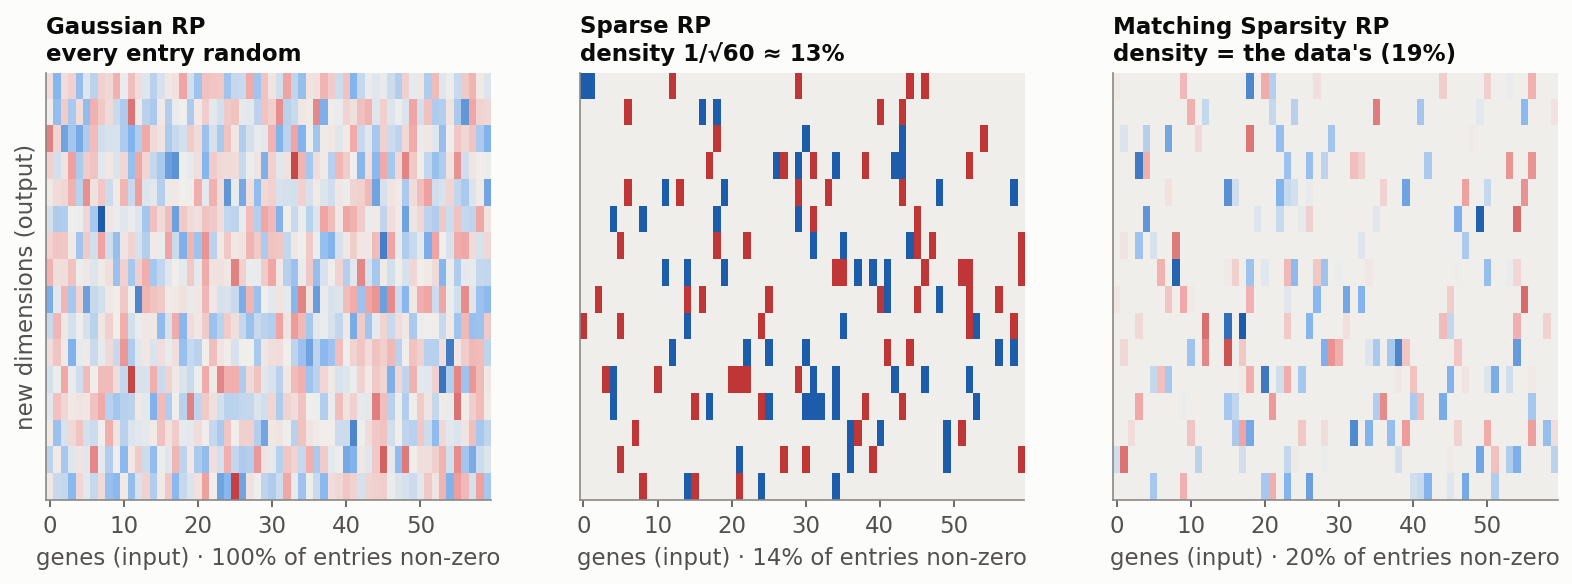 Gaussian RP
every entry random
Sparse RP
density 1/√60 ≈ 13%
Matching Sparsity RP
density = the data's (19%)
new dimensions (output)
0 10 20 30 40 50
0 10 20 30 40 50
0 10 20 30 40 50
genes (input) · 100% of entries non-zero
genes (input) · 14% of entries non-zero
genes (input) · 20% of entries non-zero